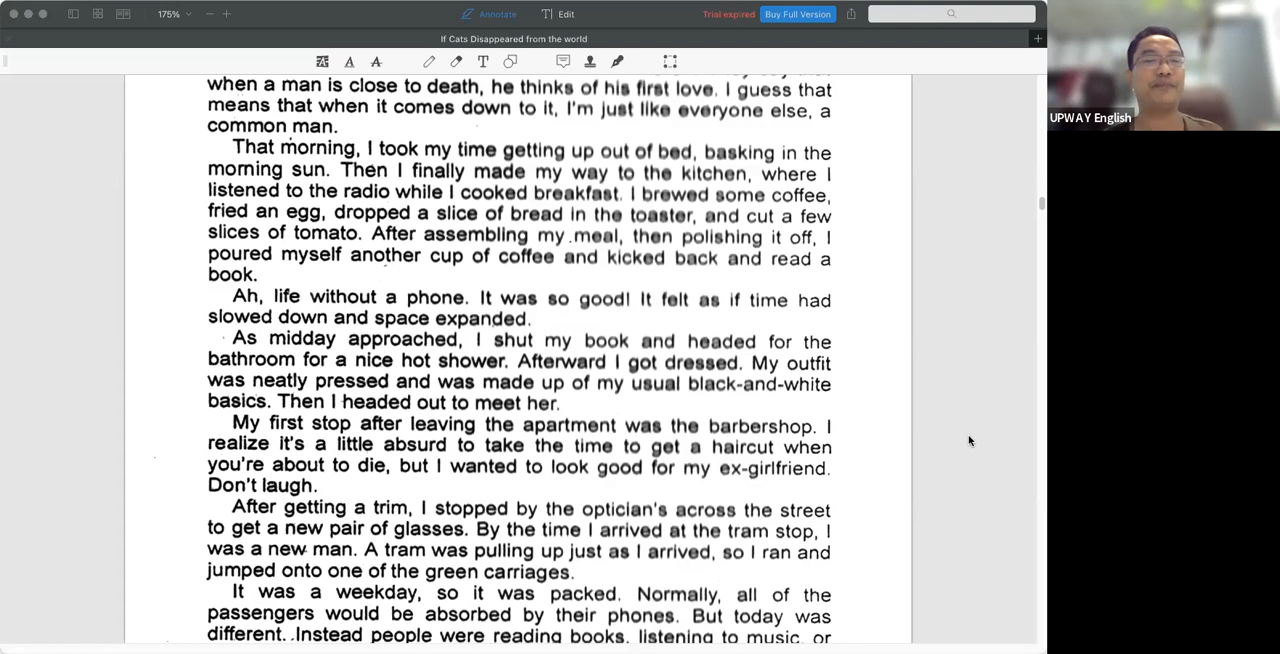 175%
Annotate
Edit
Trial expired
Buy Full Version
If Cats Disappeared from the world
when a man is close to death, he thinks of his first love. I guess that
means that when it comes down to it, I'm just like everyone else, a
common man.
That morning, I took my time getting up out of bed, basking in the
morning sun. Then I finally made my way to the kitchen, where I
listened to the radio while I cooked breakfast. I brewed some coffee,
fried an egg, dropped a slice of bread in the toaster, and cut a few
slices of tomato. After assembling my meal, then polishing it off, I
poured myself another cup of coffee and kicked back and read a
book.
Ah, life without a phone. It was so good! It felt as if time had
slowed down and space expanded.
As midday approached, I shut my book and headed for the
bathroom for a nice hot shower. Afterward I got dressed. My outfit
was neatly pressed and was made up of my usual black-and-white
basics. Then I headed out to meet her.
My first stop after leaving the apartment was the barbershop. I
realize it's a little absurd to take the time to get a haircut when
you're about to die, but I wanted to look good for my ex-girlfriend.
Don't laugh.
After getting a trim, I stopped by the optician's across the street
to get a new pair of glasses. By the time I arrived at the tram stop, I
was a new man. A tram was pulling up just as I arrived, so I ran and
jumped onto one of the green carriages.
It was a weekday, so it was packed. Normally, all of the
passengers would be absorbed by their phones. But today was
different. Instead people were reading books, listening to music, or
UPWAY English